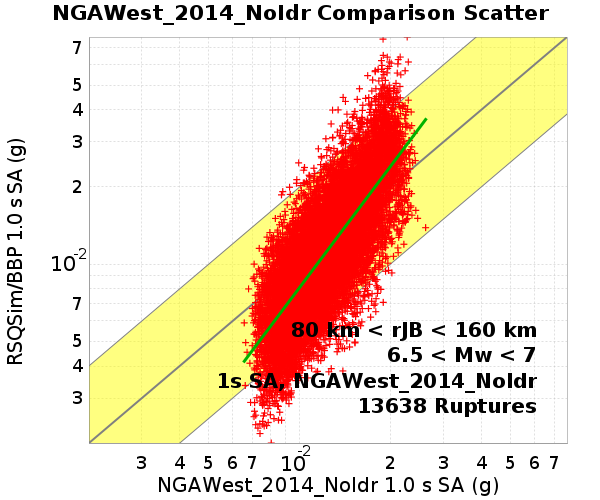 NGAWest_2014_NoIdr Comparison Scatter
7
5
4
3
2
10-2
7
5
4
3
RSQSim/BBP 1.0 s SA (g)
80 km < rJB < 160 km
6.5 < Mw < 7
1s SA, NGAWest_2014_NoIdr
13638 Ruptures
3 4 5 6 7 10-2 2 3 4 5 6 7
NGAWest_2014_NoIdr 1.0 s SA (g)